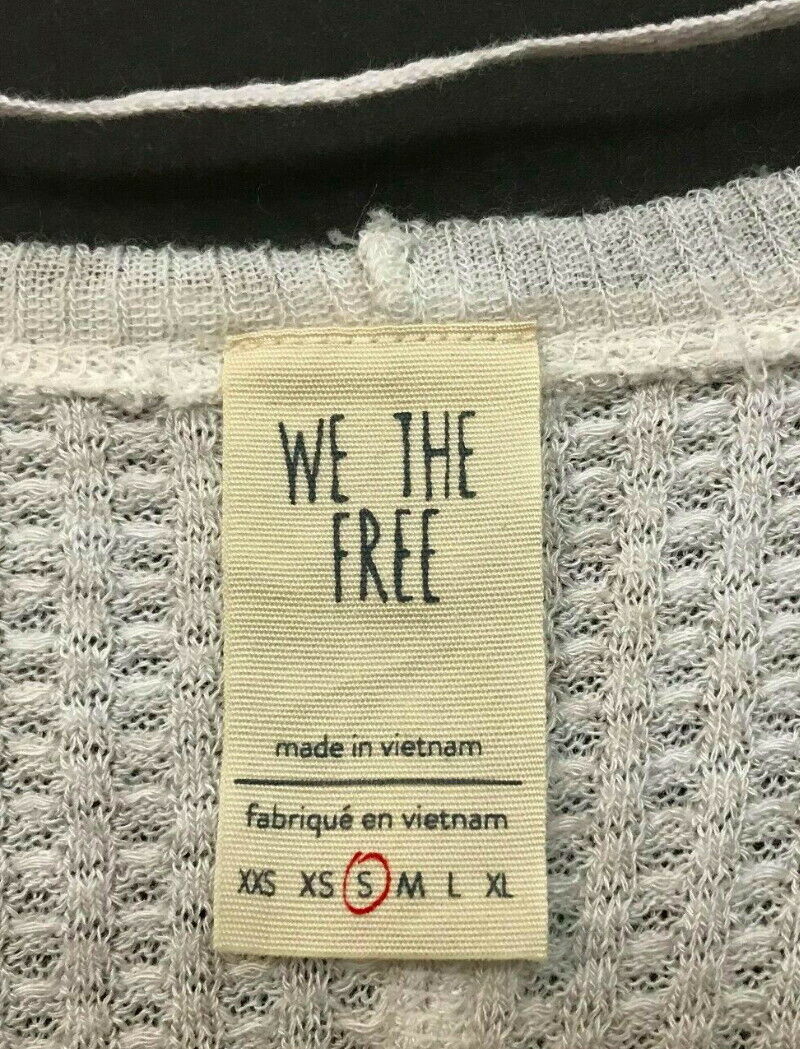 WE THE
FREE
made in vietnam
fabriqué en vietnam
XXS XS S M L XL